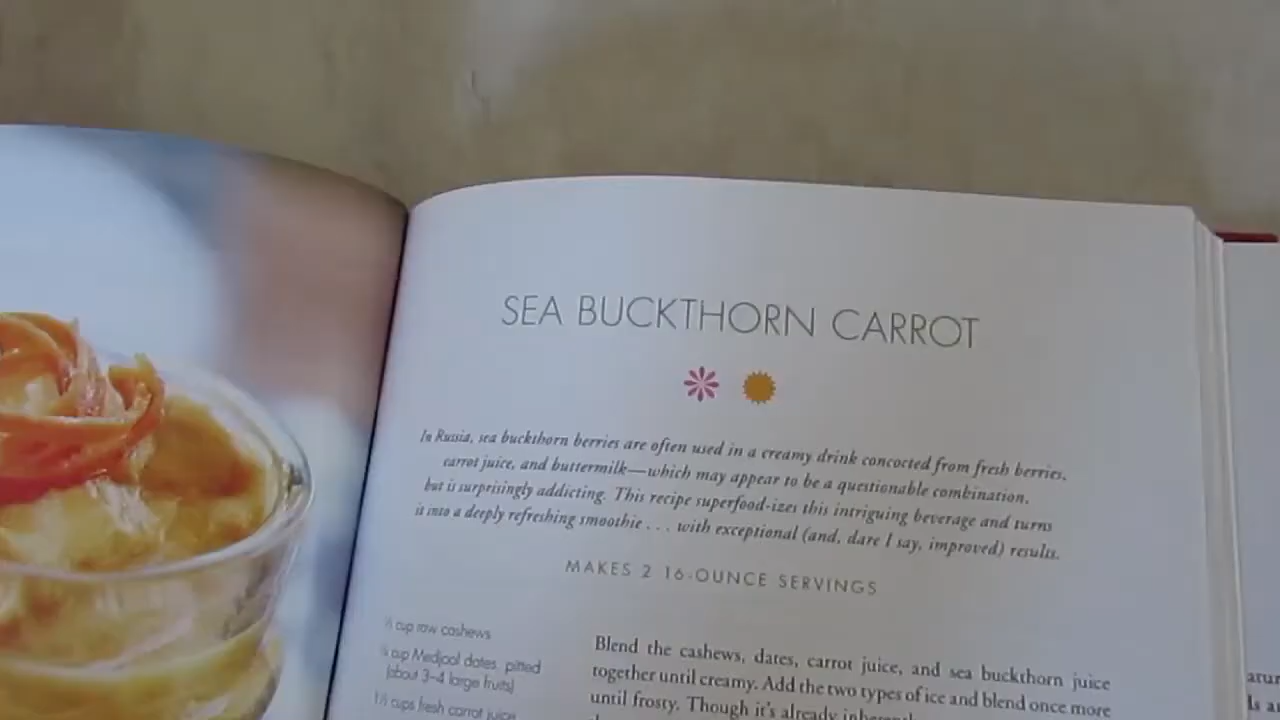 SEA BUCKTHORN CARROT
In Russia, sea buckthorn berries are often used in a creamy drink concocted from fresh berries,
carrot juice, and buttermilk—which may appear to be a questionable combination,
but is surprisingly addicting. This recipe superfood-izes this intriguing beverage and turns
it into a deeply refreshing smoothie . . . with exceptional (and, dare I say, improved) results.
MAKES 2 16-OUNCE SERVINGS
cup raw cashews
cup Medjool dates, pitted
(about 3–4 large fruits)
cups fresh carrot juice
Blend the cashews, dates, carrot juice, and sea buckthorn juice
together until creamy. Add the two types of ice and blend once more
until frosty. Though it's already